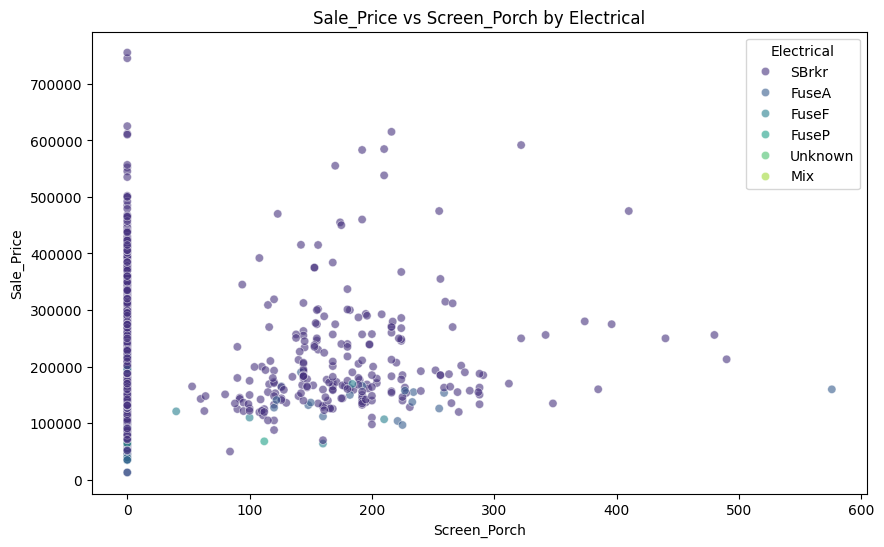 Sale_Price vs Screen_Porch by Electrical
Electrical
SBrkr
FuseA
FuseF
FuseP
Unknown
Mix
Sale_Price
700000
600000
500000
400000
300000
200000
100000
0
0 100 200 300 400 500 600
Screen_Porch